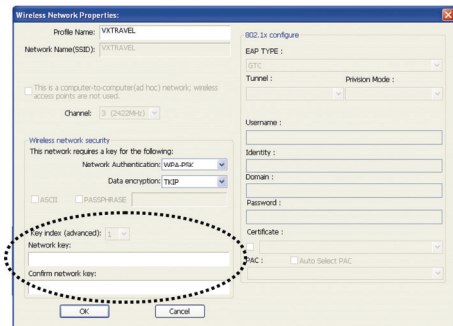 Wireless Network Properties:
Profile Name: VXTRAVEL
Network Name(SSID): VXTRAVEL
This is a computer-to-computer(ad hoc) network; wireless
access points are not used.
Channel: 3 (2422MHz)
Wireless network security
This network requires a key for the following:
Network Authentication: WPA-PSK
Data encryption: TKIP
ASCII PASSPHRASE
Key index (advanced): 1
Network key:
Confirm network key:
OK Cancel
802.1x configure
EAP TYPE :
GTC
Tunnel : Privision Mode :
Username :
Identity :
Domain :
Password :
Certificate :
PAC : Auto Select PAC